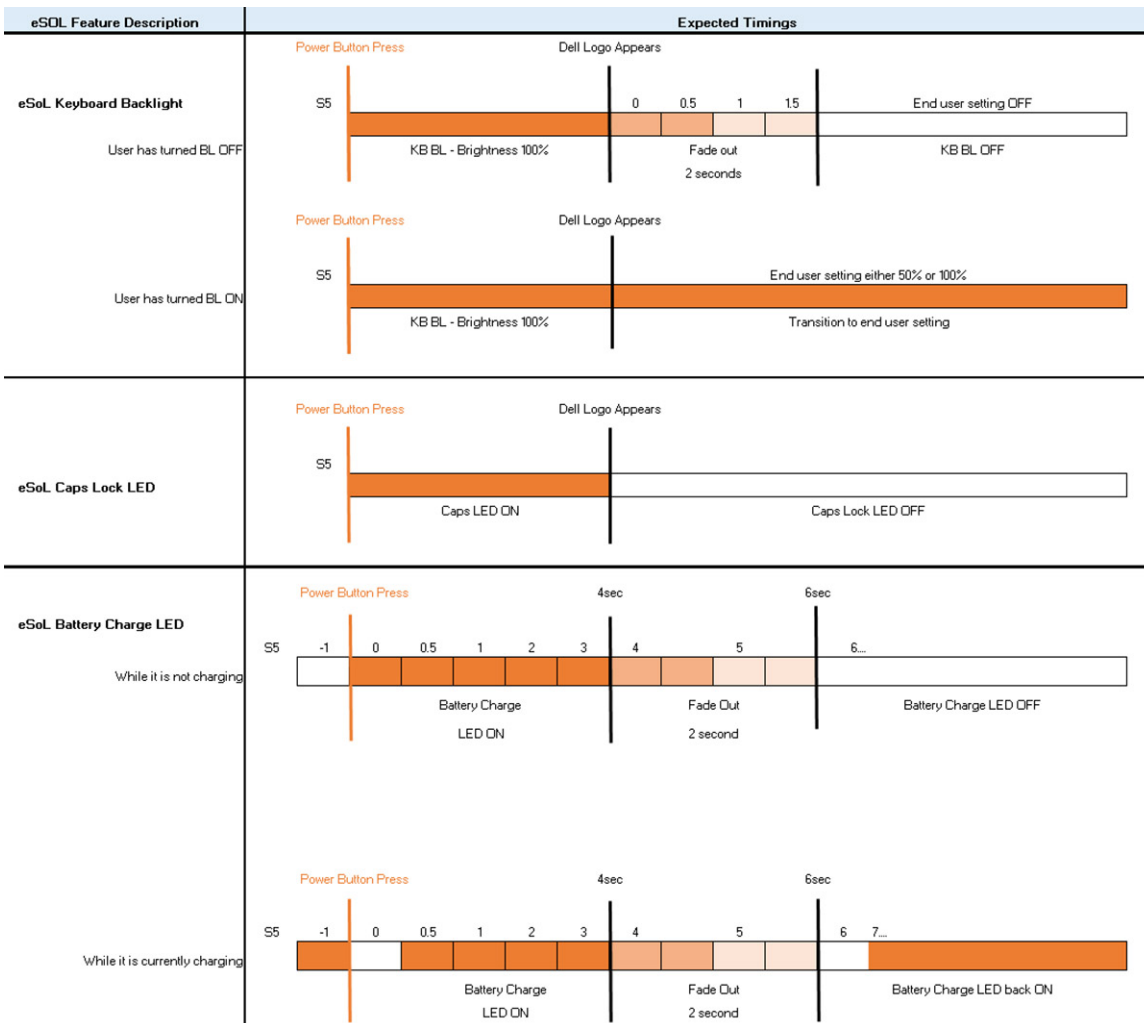 eSOL Feature Description Expected Timings
Power Button Press Dell Logo Appears
eSoL Keyboard Backlight S5 0 0.5 1 1.5 End user setting OFF
User has turned BL OFF KB BL - Brightness 100% Fade out KB BL OFF
2 seconds
Power Button Press Dell Logo Appears
S5 End user setting either 50% or 100%
User has turned BL ON
KB BL - Brightness 100% Transition to end user setting
Power Button Press Dell Logo Appears
S5
eSoL Caps Lock LED
Caps LED ON Caps Lock LED OFF
Power Button Press 4sec 6sec
eSoL Battery Charge LED
S5 -1 0 0.5 1 2 3 4 5 6....
While it is not charging
Battery Charge Fade Out Battery Charge LED OFF
LED ON 2 second
Power Button Press 4sec 6sec
S5 -1 0 0.5 1 2 3 4 5 6 7....
While it is currently charging
Battery Charge Fade Out Battery Charge LED back ON
LED ON 2 second